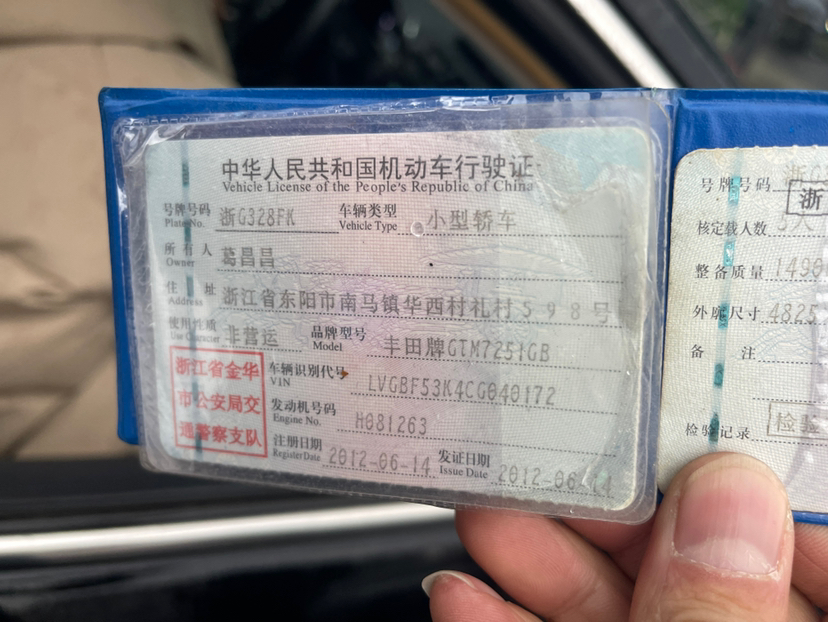 中华人民共和国机动车行驶证
Vehicle License of the People's Republic of China
号牌号码 浙G328FK 车辆类型 小型轿车
Plate No. Vehicle Type
所有人 葛昌昌
Owner
住址 浙江省东阳市南马镇华西村礼村598号
Address
使用性质 非营运 品牌型号 丰田牌GTM7251GB
Use Character Model
浙江省金华
市公安局交
通警察支队
车辆识别代号 LVGBF53K4CG040172
VIN
发动机号码 H081263
Engine No.
注册日期 2012-06-14 发证日期 2012-06-14
Register Date Issue Date
号牌号码 浙
核定载人数 5人
整备质量 1490
外廓尺寸 4825
备注
检验记录 检验